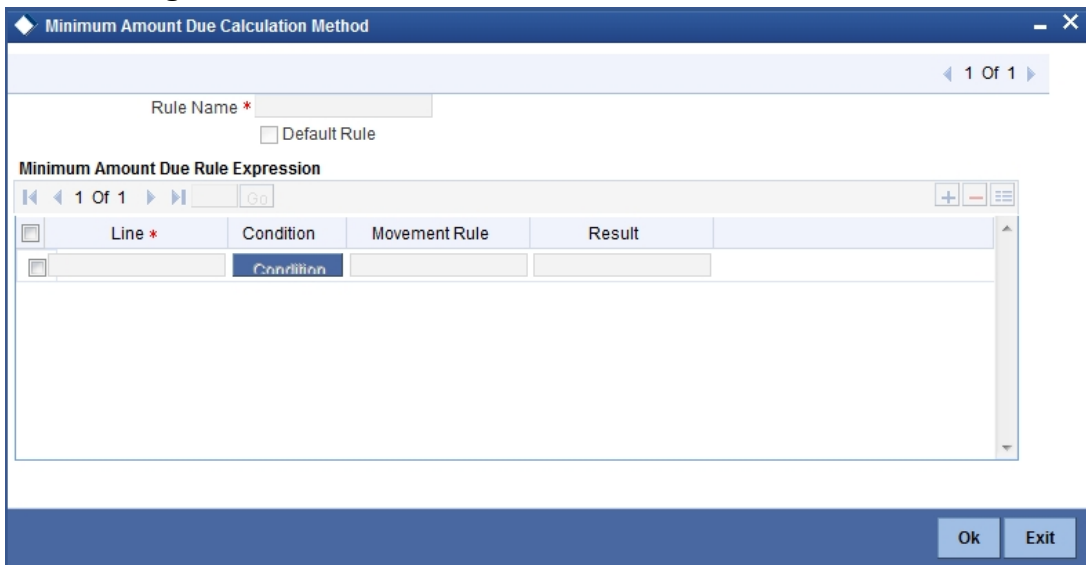 Minimum Amount Due Calculation Method
1 Of 1
Rule Name *
Default Rule
Minimum Amount Due Rule Expression
1 Of 1 Go
Line * Condition Movement Rule Result
Condition
Ok Exit